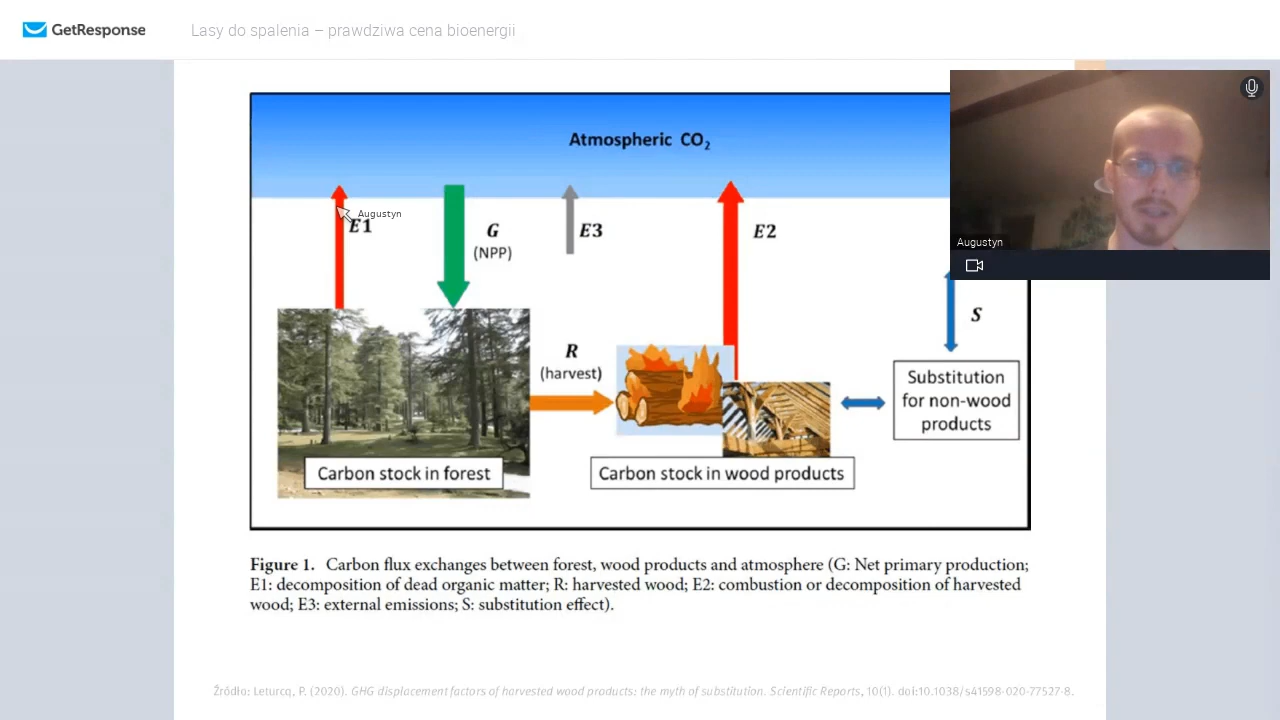 GetResponse
Lasy do spalenia – prawdziwa cena bioenergii
Atmospheric CO₂
Augustyn
E1
G
(NPP)
E3
E2
Augustyn
S
R
(harvest)
Substitution
for non-wood
products
Carbon stock in forest
Carbon stock in wood products
Figure 1. Carbon flux exchanges between forest, wood products and atmosphere (G: Net primary production;
E1: decomposition of dead organic matter; R: harvested wood; E2: combustion or decomposition of harvested
wood; E3: external emissions; S: substitution effect).
Źródło: Leturcq, P. (2020). GHG displacement factors of harvested wood products: the myth of substitution. Scientific Reports, 10(1). doi:10.1038/s41598-020-77527-8.